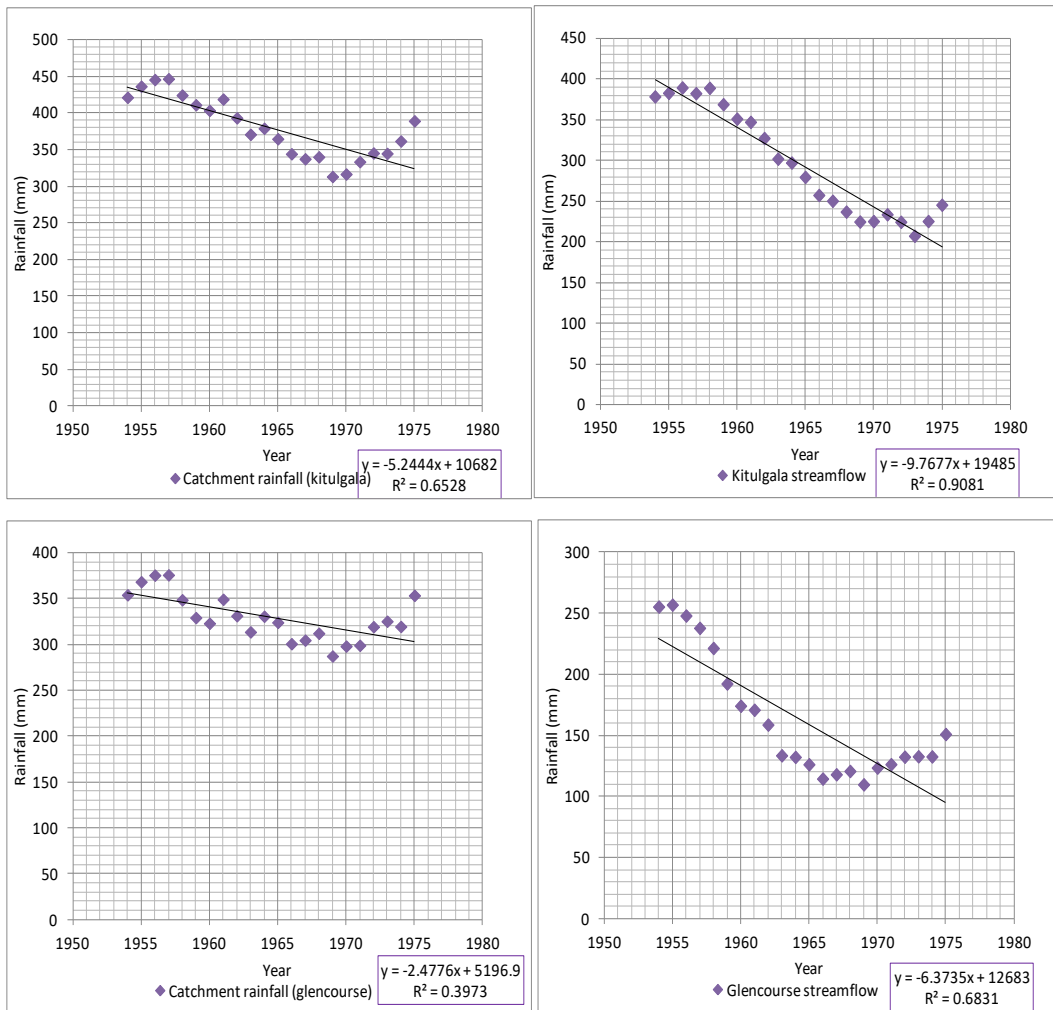 500
450
400
350
300
250
200
150
100
50
0
Rainfall (mm)
1950 1955 1960 1965 1970 1975 1980
Year
Catchment rainfall (kitulgala)
y = -5.2444x + 10682
R² = 0.6528
450
400
350
300
250
200
150
100
50
0
Rainfall (mm)
1950 1955 1960 1965 1970 1975 1980
Year
Kitulgala streamflow
y = -9.7677x + 19485
R² = 0.9081
400
350
300
250
200
150
100
50
0
Rainfall (mm)
1950 1955 1960 1965 1970 1975 1980
Year
Catchment rainfall (glencourse)
y = -2.4776x + 5196.9
R² = 0.3973
300
250
200
150
100
50
0
Rainfall (mm)
1950 1955 1960 1965 1970 1975 1980
Year
Glencourse streamflow
y = -6.3735x + 12683
R² = 0.6831